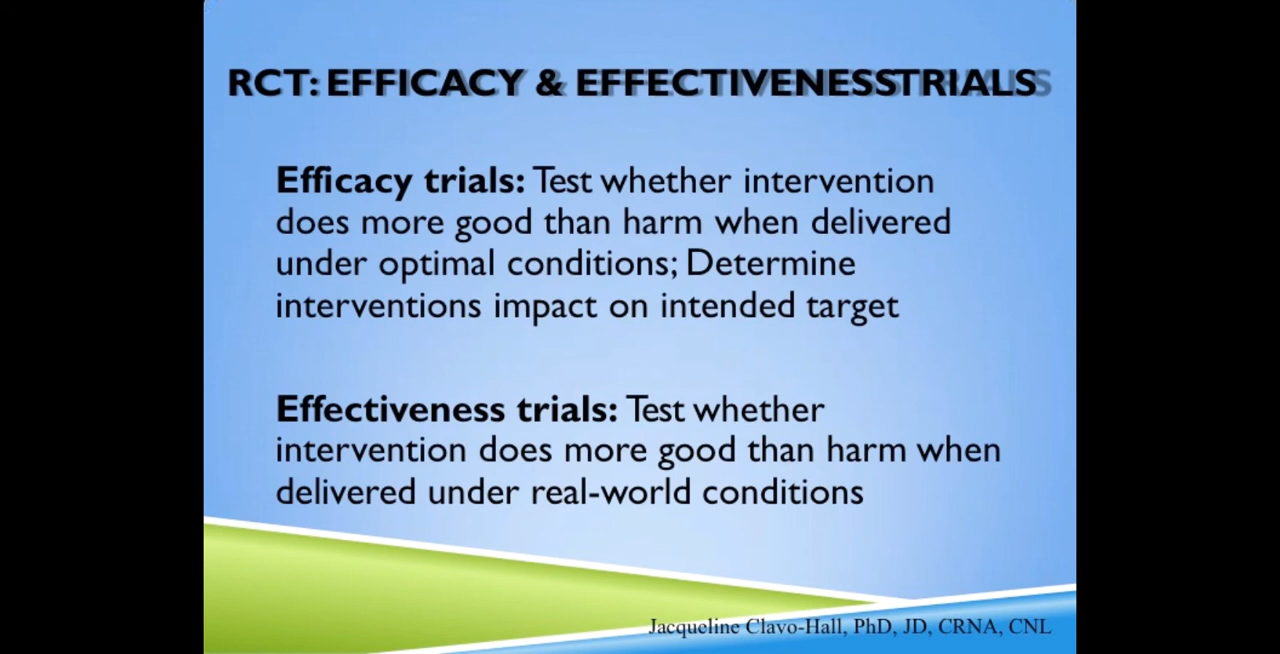 RCT: EFFICACY & EFFECTIVENESSTRIALS
Efficacy trials: Test whether intervention
does more good than harm when delivered
under optimal conditions; Determine
interventions impact on intended target
Effectiveness trials: Test whether
intervention does more good than harm when
delivered under real-world conditions
Jacqueline Clavo-Hall, PhD, JD, CRNA, CNL